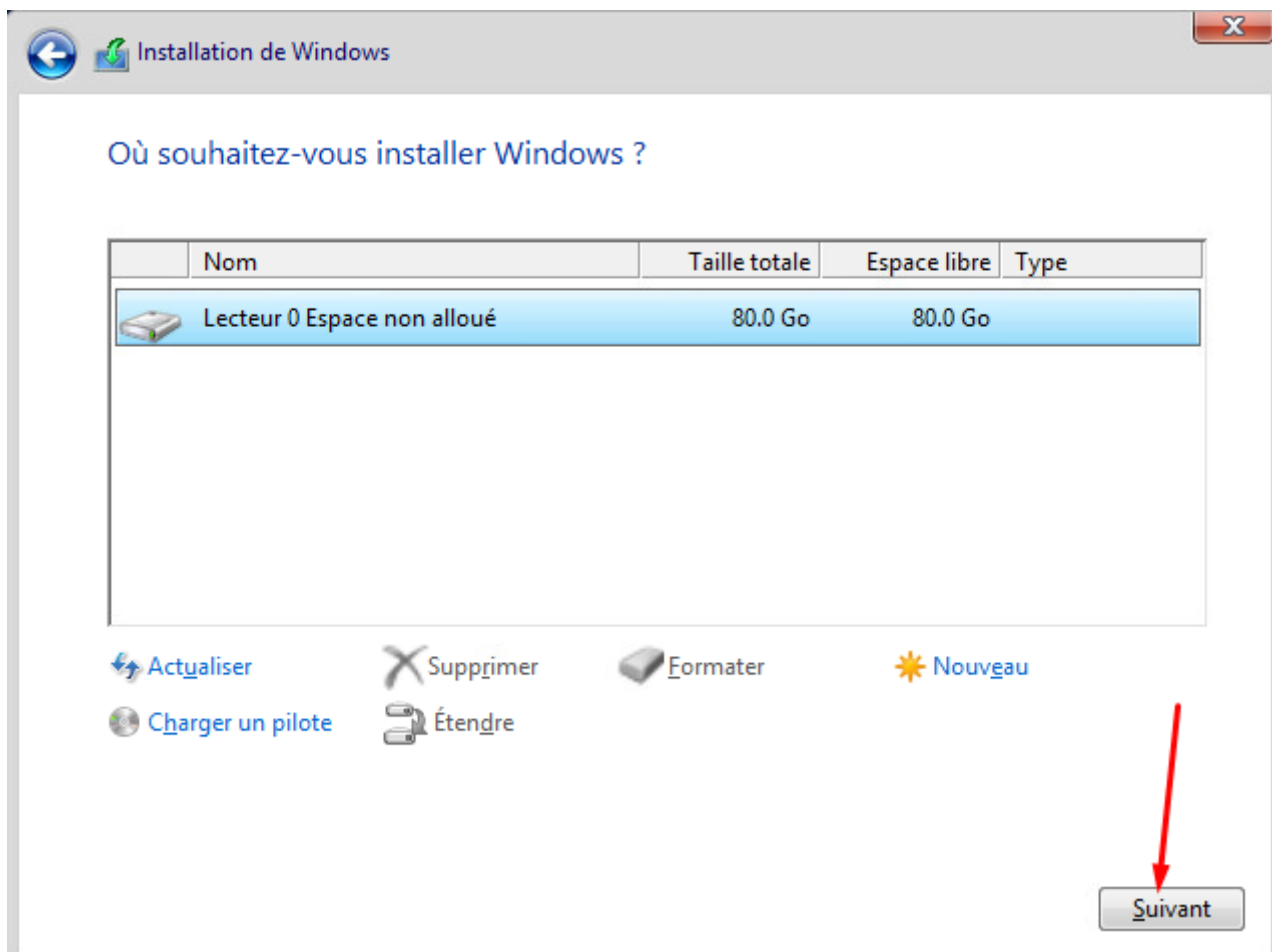 Installation de Windows
Où souhaitez-vous installer Windows ?
Nom Taille totale Espace libre Type
Lecteur 0 Espace non alloué 80.0 Go 80.0 Go
Actualiser Supprimer Formater Nouveau
Charger un pilote Étendre
Suivant